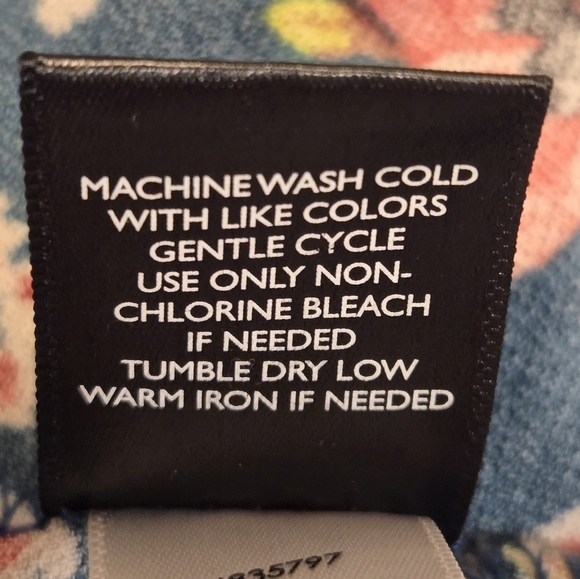 MACHINE WASH COLD
WITH LIKE COLORS
GENTLE CYCLE
USE ONLY NON-
CHLORINE BLEACH
IF NEEDED
TUMBLE DRY LOW
WARM IRON IF NEEDED